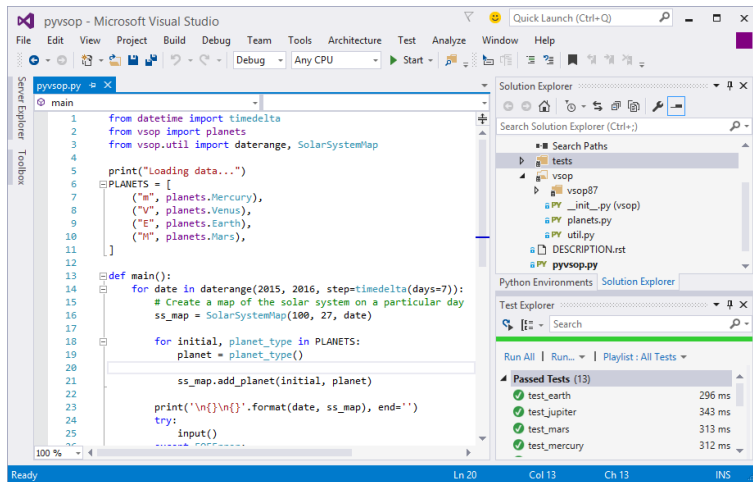 pyvsop - Microsoft Visual Studio
Quick Launch (Ctrl+Q)
File Edit View Project Build Debug Team Tools Architecture Test Analyze Window Help
Debug Any CPU Start
Server Explorer
Toolbox
pyvsop.py
main
1 from datetime import timedelta
2 from vsop import planets
3 from vsop.util import daterange, SolarSystemMap
4
5 print("Loading data...")
6 PLANETS = [
7 ("m", planets.Mercury),
8 ("V", planets.Venus),
9 ("E", planets.Earth),
10 ("M", planets.Mars),
11 ]
12
13 def main():
14 for date in daterange(2015, 2016, step=timedelta(days=7)):
15 # Create a map of the solar system on a particular day
16 ss_map = SolarSystemMap(100, 27, date)
17
18 for initial, planet_type in PLANETS:
19 planet = planet_type()
20
21 ss_map.add_planet(initial, planet)
22
23 print('\n{}\n{}'.format(date, ss_map), end='')
24 try:
25 input()
26 except EOFError:
100 %
Solution Explorer
Search Solution Explorer (Ctrl+;)
Search Paths
tests
vsop
vsop87
PY __init__.py (vsop)
PY planets.py
PY util.py
DESCRIPTION.rst
PY pyvsop.py
Python Environments Solution Explorer
Test Explorer
Search
Run All | Run... | Playlist : All Tests
Passed Tests (13)
test_earth 296 ms
test_jupiter 343 ms
test_mars 313 ms
test_mercury 312 ms
Ready Ln 20 Col 13 Ch 13 INS